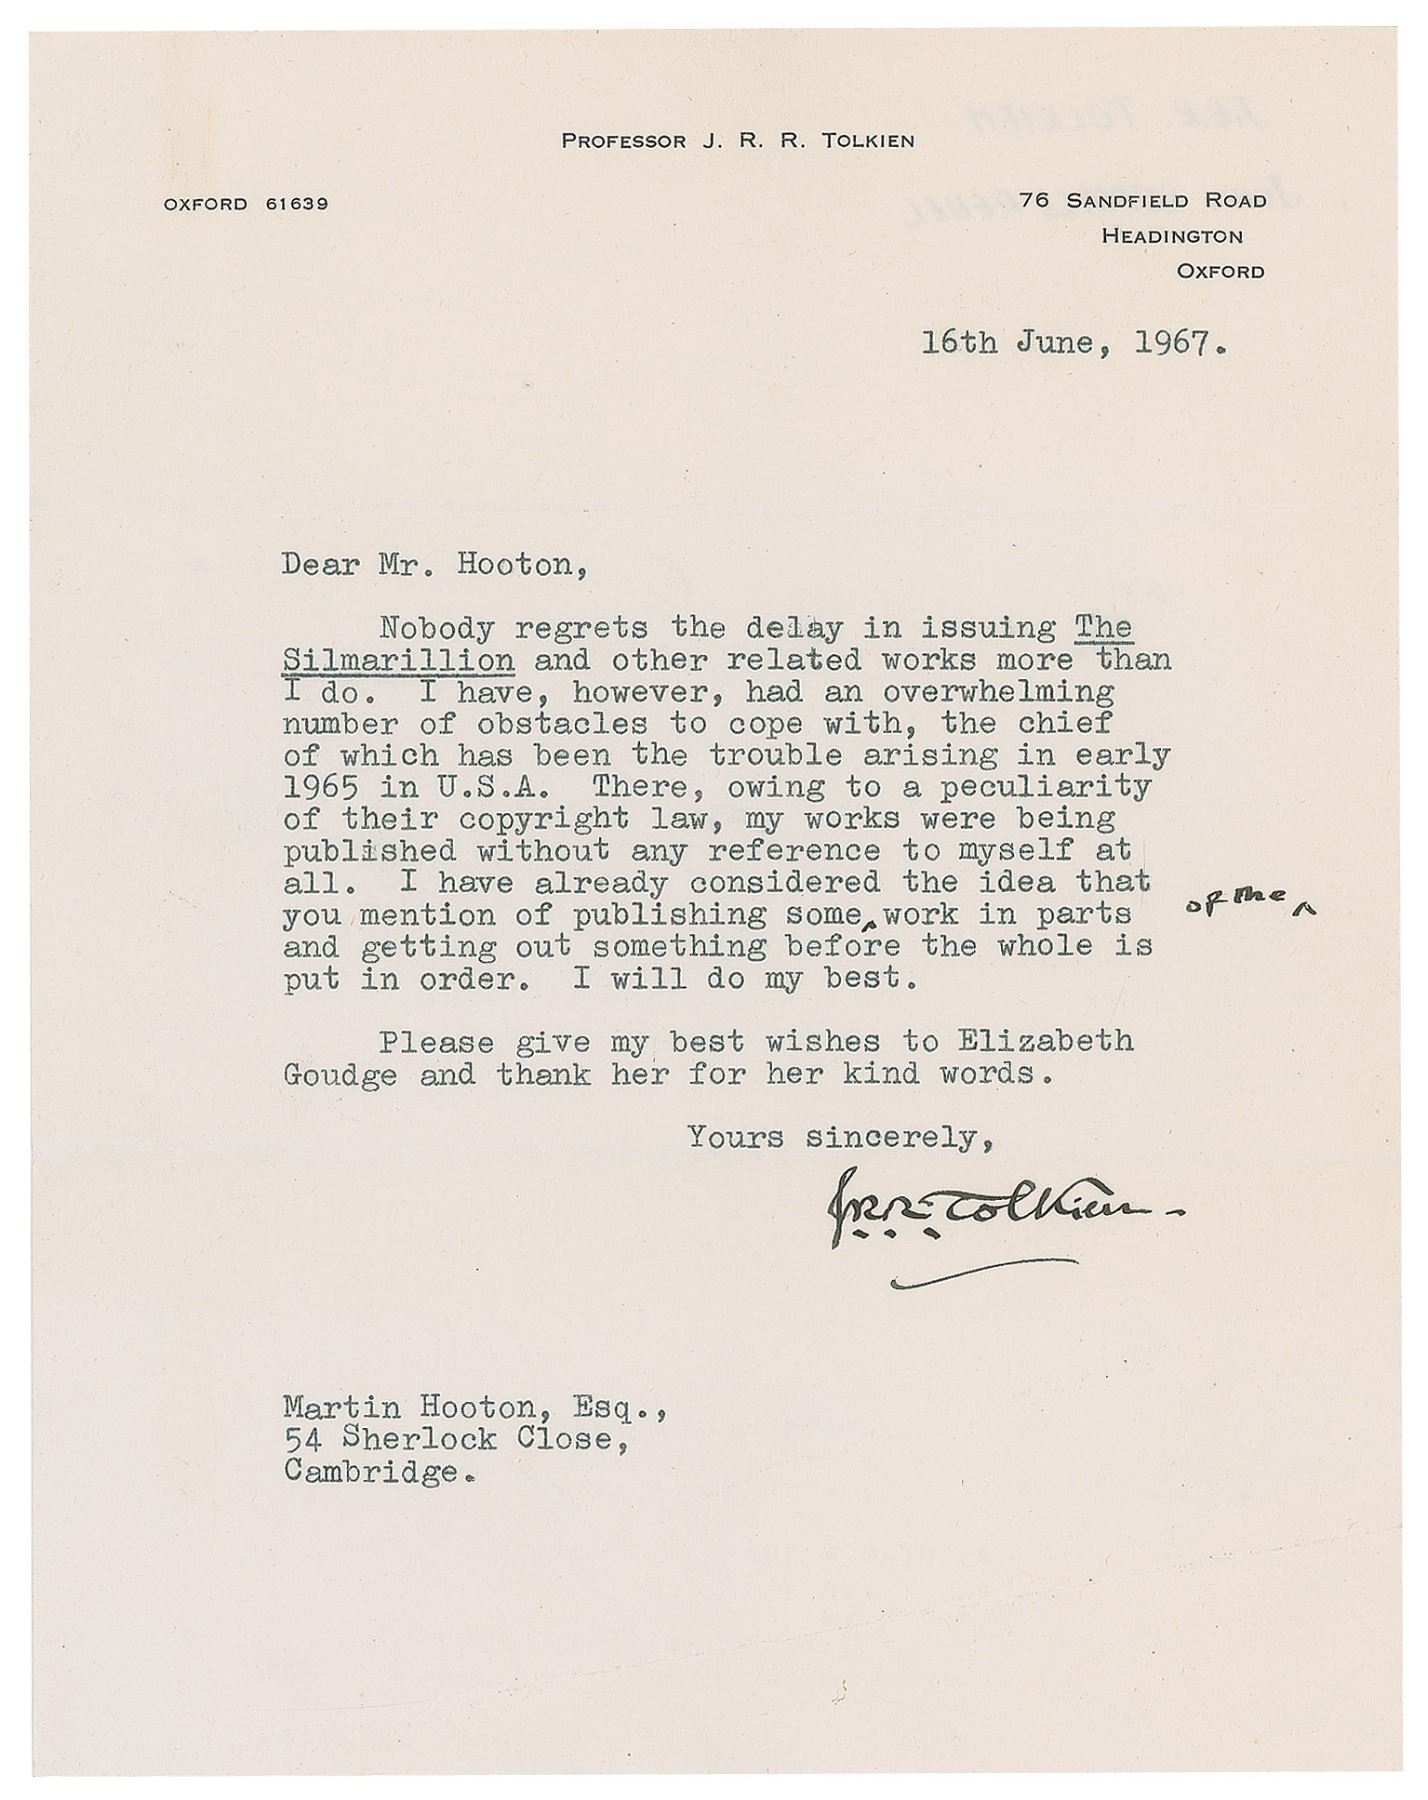 PROFESSOR J. R. R. TOLKIEN
OXFORD 61639
76 SANDFIELD ROAD
HEADINGTON
OXFORD
16th June, 1967.
Dear Mr. Hooton,
Nobody regrets the delay in issuing The
Silmarillion and other related works more than
I do. I have, however, had an overwhelming
number of obstacles to cope with, the chief
of which has been the trouble arising in early
1965 in U.S.A. There, owing to a peculiarity
of their copyright law, my works were being
published without any reference to myself at
all. I have already considered the idea that
you mention of publishing some‸work in parts of the ‸
and getting out something before the whole is
put in order. I will do my best.
Please give my best wishes to Elizabeth
Goudge and thank her for her kind words.
Yours sincerely,
J.R.R. Tolkien
Martin Hooton, Esq.,
54 Sherlock Close,
Cambridge.